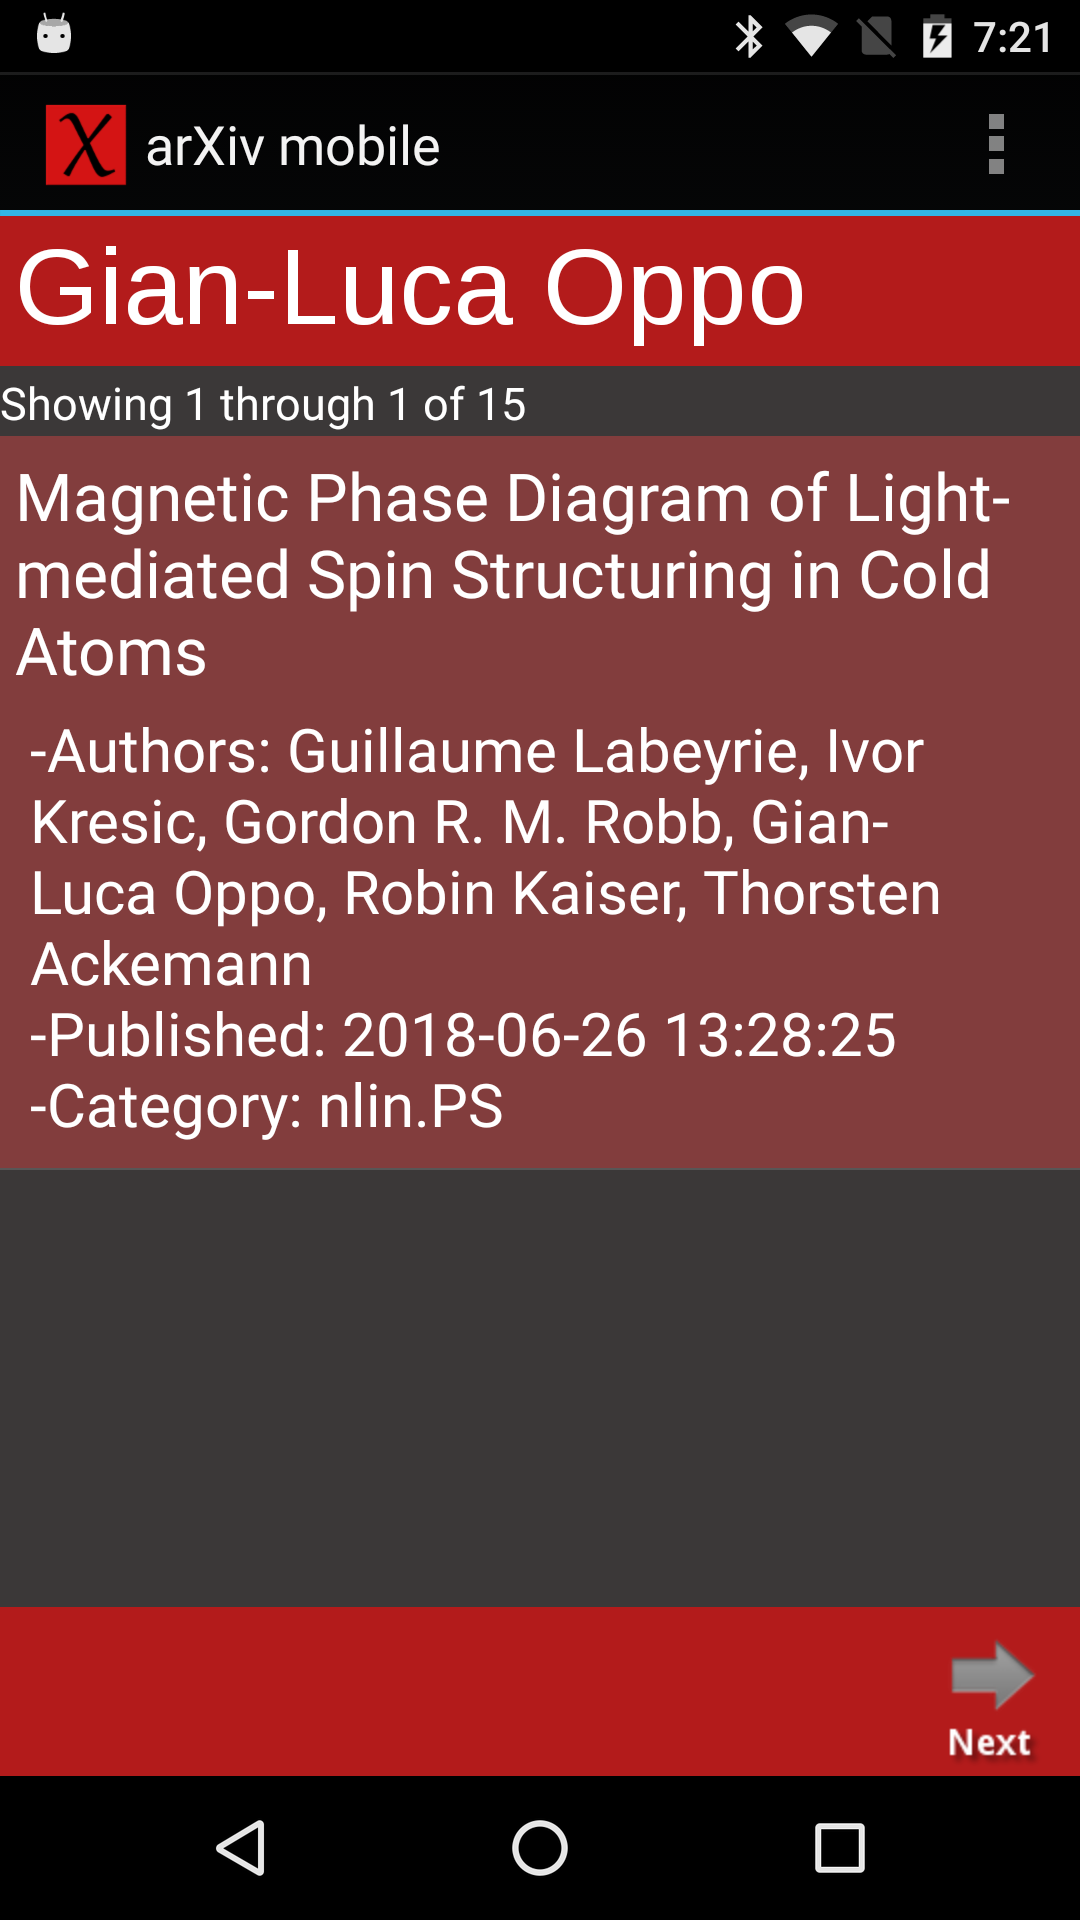 7:21
arXiv mobile
Gian-Luca Oppo
Showing 1 through 1 of 15
Magnetic Phase Diagram of Light-
mediated Spin Structuring in Cold
Atoms
-Authors: Guillaume Labeyrie, Ivor
Kresic, Gordon R. M. Robb, Gian-
Luca Oppo, Robin Kaiser, Thorsten
Ackemann
-Published: 2018-06-26 13:28:25
-Category: nlin.PS
Next